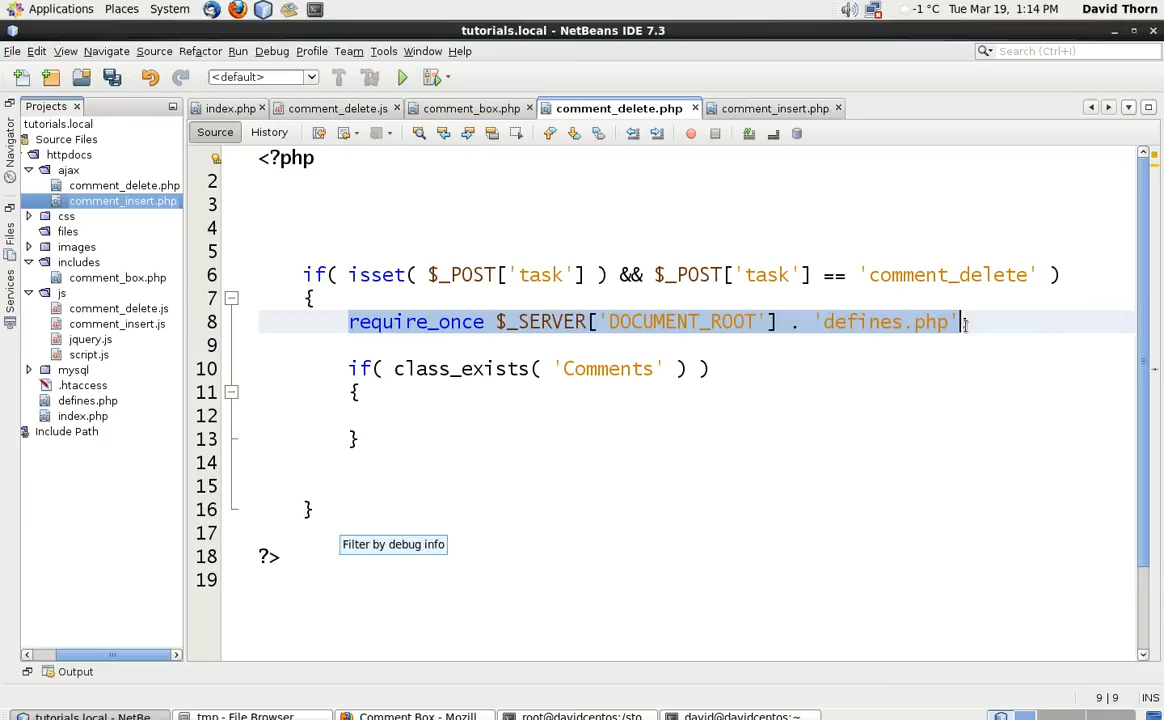 Applications Places System -1 °C Tue Mar 19, 1:14 PM David Thorn
tutorials.local - NetBeans IDE 7.3
File Edit View Navigate Source Refactor Run Debug Profile Team Tools Window Help Search (Ctrl+I)
<default>
Projects index.php comment_delete.js comment_box.php comment_delete.php comment_insert.php
tutorials.local
Source Files
httpdocs
ajax
comment_delete.php
comment_insert.php
css
files
images
includes
comment_box.php
js
comment_delete.js
comment_insert.js
jquery.js
script.js
mysql
.htaccess
defines.php
index.php
Include Path
Navigator
Files
Services
Source History
<?php
2
3
4
5
6 if( isset( $_POST['task'] ) && $_POST['task'] == 'comment_delete' )
7 {
8 require_once $_SERVER['DOCUMENT_ROOT'] . 'defines.php';
9
10 if( class_exists( 'Comments' ) )
11 {
12
13 }
14
15
16 }
17
Filter by debug info
18 ?>
19
Output
9 | 9 INS
tutorials.local - NetBe... tmp - File Browser Comment Box - Mozill... root@davidcentos:/sto... david@davidcentos:~